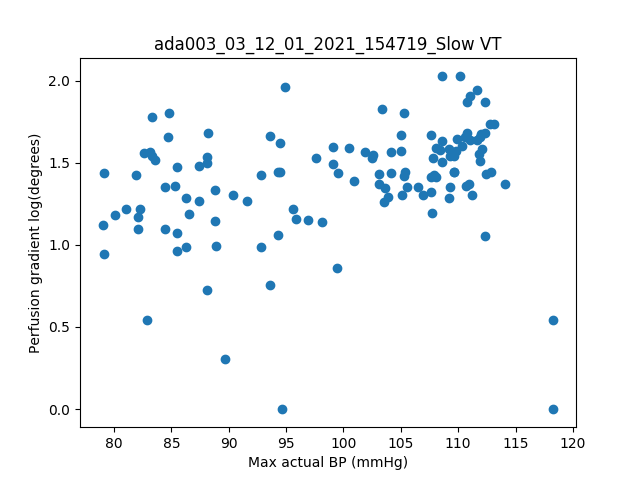 ada003_03_12_01_2021_154719_Slow VT
2.0
1.5
1.0
0.5
0.0
Perfusion gradient log(degrees)
80 85 90 95 100 105 110 115 120
Max actual BP (mmHg)